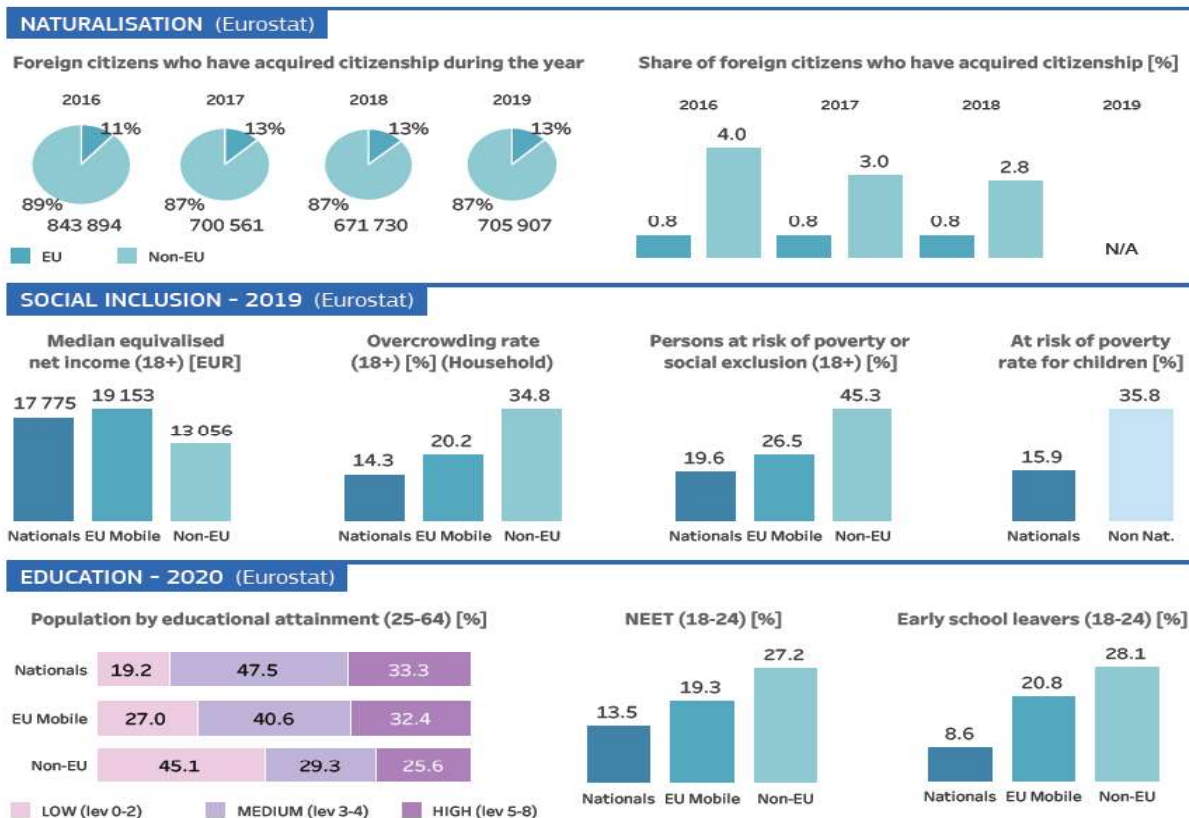 NATURALISATION (Eurostat)
Foreign citizens who have acquired citizenship during the year
2016
11%
89%
843 894
2017
13%
87%
700 561
2018
13%
87%
671 730
2019
13%
87%
705 907
EU
Non-EU
Share of foreign citizens who have acquired citizenship [%]
2016
2017
2018
2019
0.8
4.0
0.8
3.0
0.8
2.8
N/A
SOCIAL INCLUSION - 2019 (Eurostat)
Median equivalised
net income (18+) [EUR]
17 775
19 153
13 056
Nationals
EU Mobile
Non-EU
Overcrowding rate
(18+) [%] (Household)
14.3
20.2
34.8
Nationals
EU Mobile
Non-EU
Persons at risk of poverty or
social exclusion (18+) [%]
19.6
26.5
45.3
Nationals
EU Mobile
Non-EU
At risk of poverty
rate for children [%]
15.9
35.8
Nationals
Non Nat.
EDUCATION - 2020 (Eurostat)
Population by educational attainment (25-64) [%]
Nationals 19.2 47.5 33.3
EU Mobile 27.0 40.6 32.4
Non-EU 45.1 29.3 25.6
LOW (lev 0-2)
MEDIUM (lev 3-4)
HIGH (lev 5-8)
NEET (18-24) [%]
13.5
19.3
27.2
Nationals
EU Mobile
Non-EU
Early school leavers (18-24) [%]
8.6
20.8
28.1
Nationals
EU Mobile
Non-EU